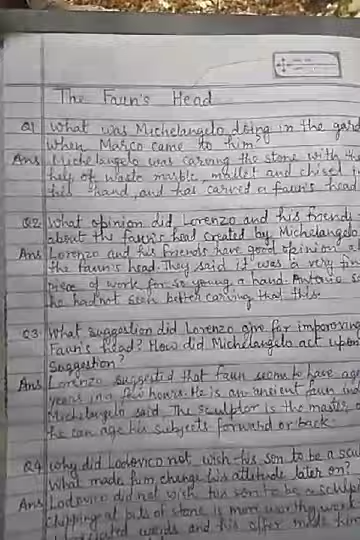 The Faun's Head
Q1 What was Michelangelo doing in the gard
when Marco came to him?
Ans Michelangelo was carving the stone with the
help of waste marble, mallet and chisel in
his hand, and has carved a faun's head
Q2 What opinion did Lorenzo and his friends
about the faun's head created by Michelangelo
Ans Lorenzo and his friends have good opinion a
the faun's head. They said it was a very fin
piece of work for so young a hand. Antonio s
he had not seen better carving that this.
Q3 What suggestion did Lorenzo give for improving
Faun's head? How did Michelangelo act upon
Suggestion?
Ans Lorenzo suggested that faun seems to have age
years in a few hours. He is an ancient faun ind
Michelangelo said The sculptor is the master
he can age his subjects forward or back.
Q4 Why did Lodovico not wish his son to be a scul
What made him change his attitude later on?
Ans Lodovico did not wish his son to be a sculpt
chipping at bits of stone is more worthy work
words and his offer made him